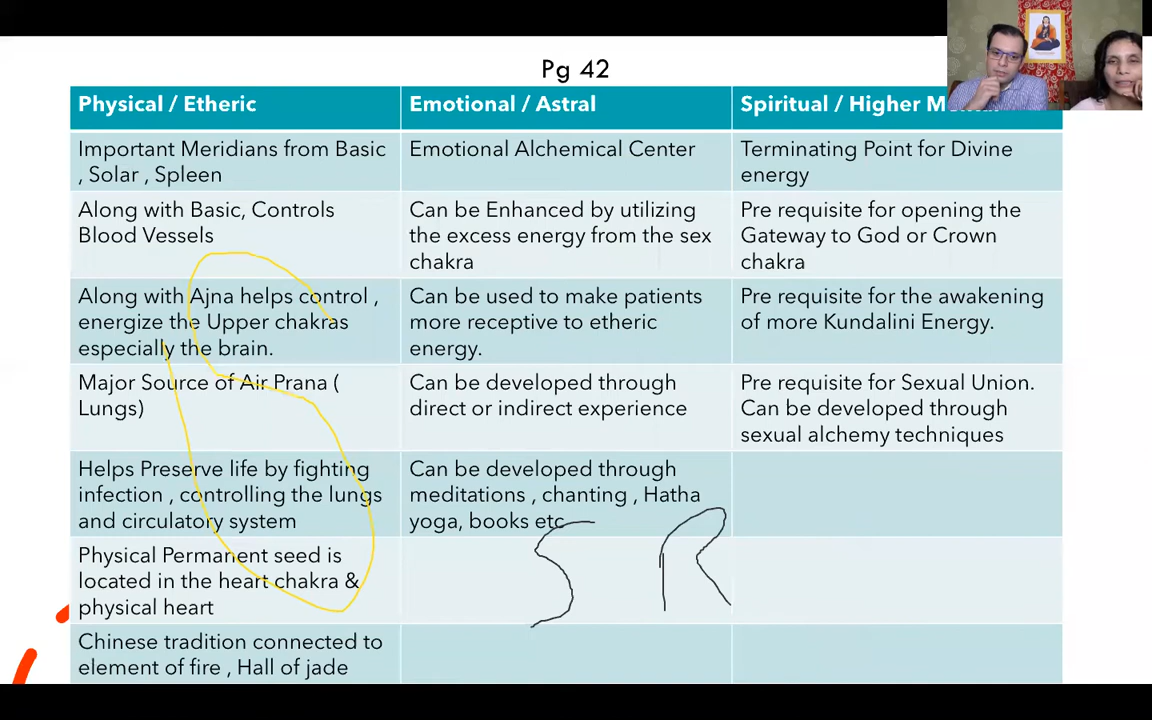 Pg 42
Physical / Etheric
Emotional / Astral
Spiritual / Higher
Important Meridians from Basic
, Solar , Spleen
Emotional Alchemical Center
Terminating Point for Divine
energy
Along with Basic, Controls
Blood Vessels
Can be Enhanced by utilizing
the excess energy from the sex
chakra
Pre requisite for opening the
Gateway to God or Crown
chakra
Along with Ajna helps control ,
energize the Upper chakras
especially the brain.
Can be used to make patients
more receptive to etheric
energy.
Pre requisite for the awakening
of more Kundalini Energy.
Major Source of Air Prana (
Lungs)
Can be developed through
direct or indirect experience
Pre requisite for Sexual Union.
Can be developed through
sexual alchemy techniques
Helps Preserve life by fighting
infection , controlling the lungs
and circulatory system
Can be developed through
meditations , chanting , Hatha
yoga, books etc
Physical Permanent seed is
located in the heart chakra &
physical heart
S R
Chinese tradition connected to
element of fire , Hall of jade